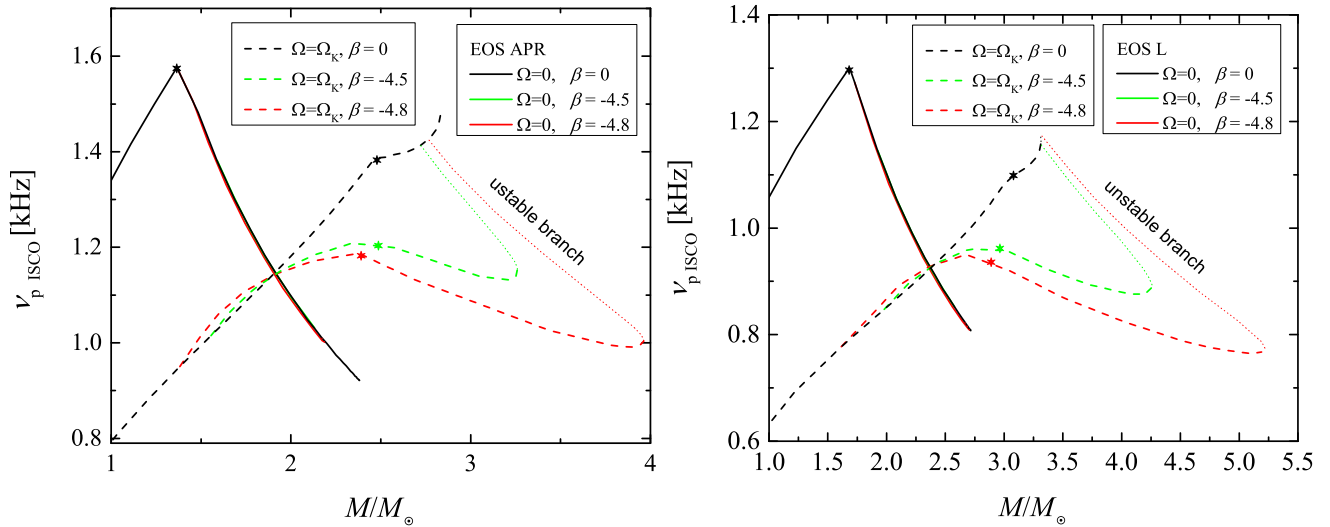 Ω=Ω_K, β = 0
Ω=Ω_K, β = -4.5
Ω=Ω_K, β = -4.8
EOS APR
Ω=0, β = 0
Ω=0, β = -4.5
Ω=0, β = -4.8
ustable branch
ν_p ISCO [kHz]
1.6
1.4
1.2
1.0
0.8
1
2
3
4
M/M_⊙
Ω=Ω_K, β = 0
Ω=Ω_K, β = -4.5
Ω=Ω_K, β = -4.8
EOS L
Ω=0, β = 0
Ω=0, β = -4.5
Ω=0, β = -4.8
unstable branch
ν_p ISCO [kHz]
1.4
1.2
1.0
0.8
0.6
1.0
1.5
2.0
2.5
3.0
3.5
4.0
4.5
5.0
5.5
M/M_⊙